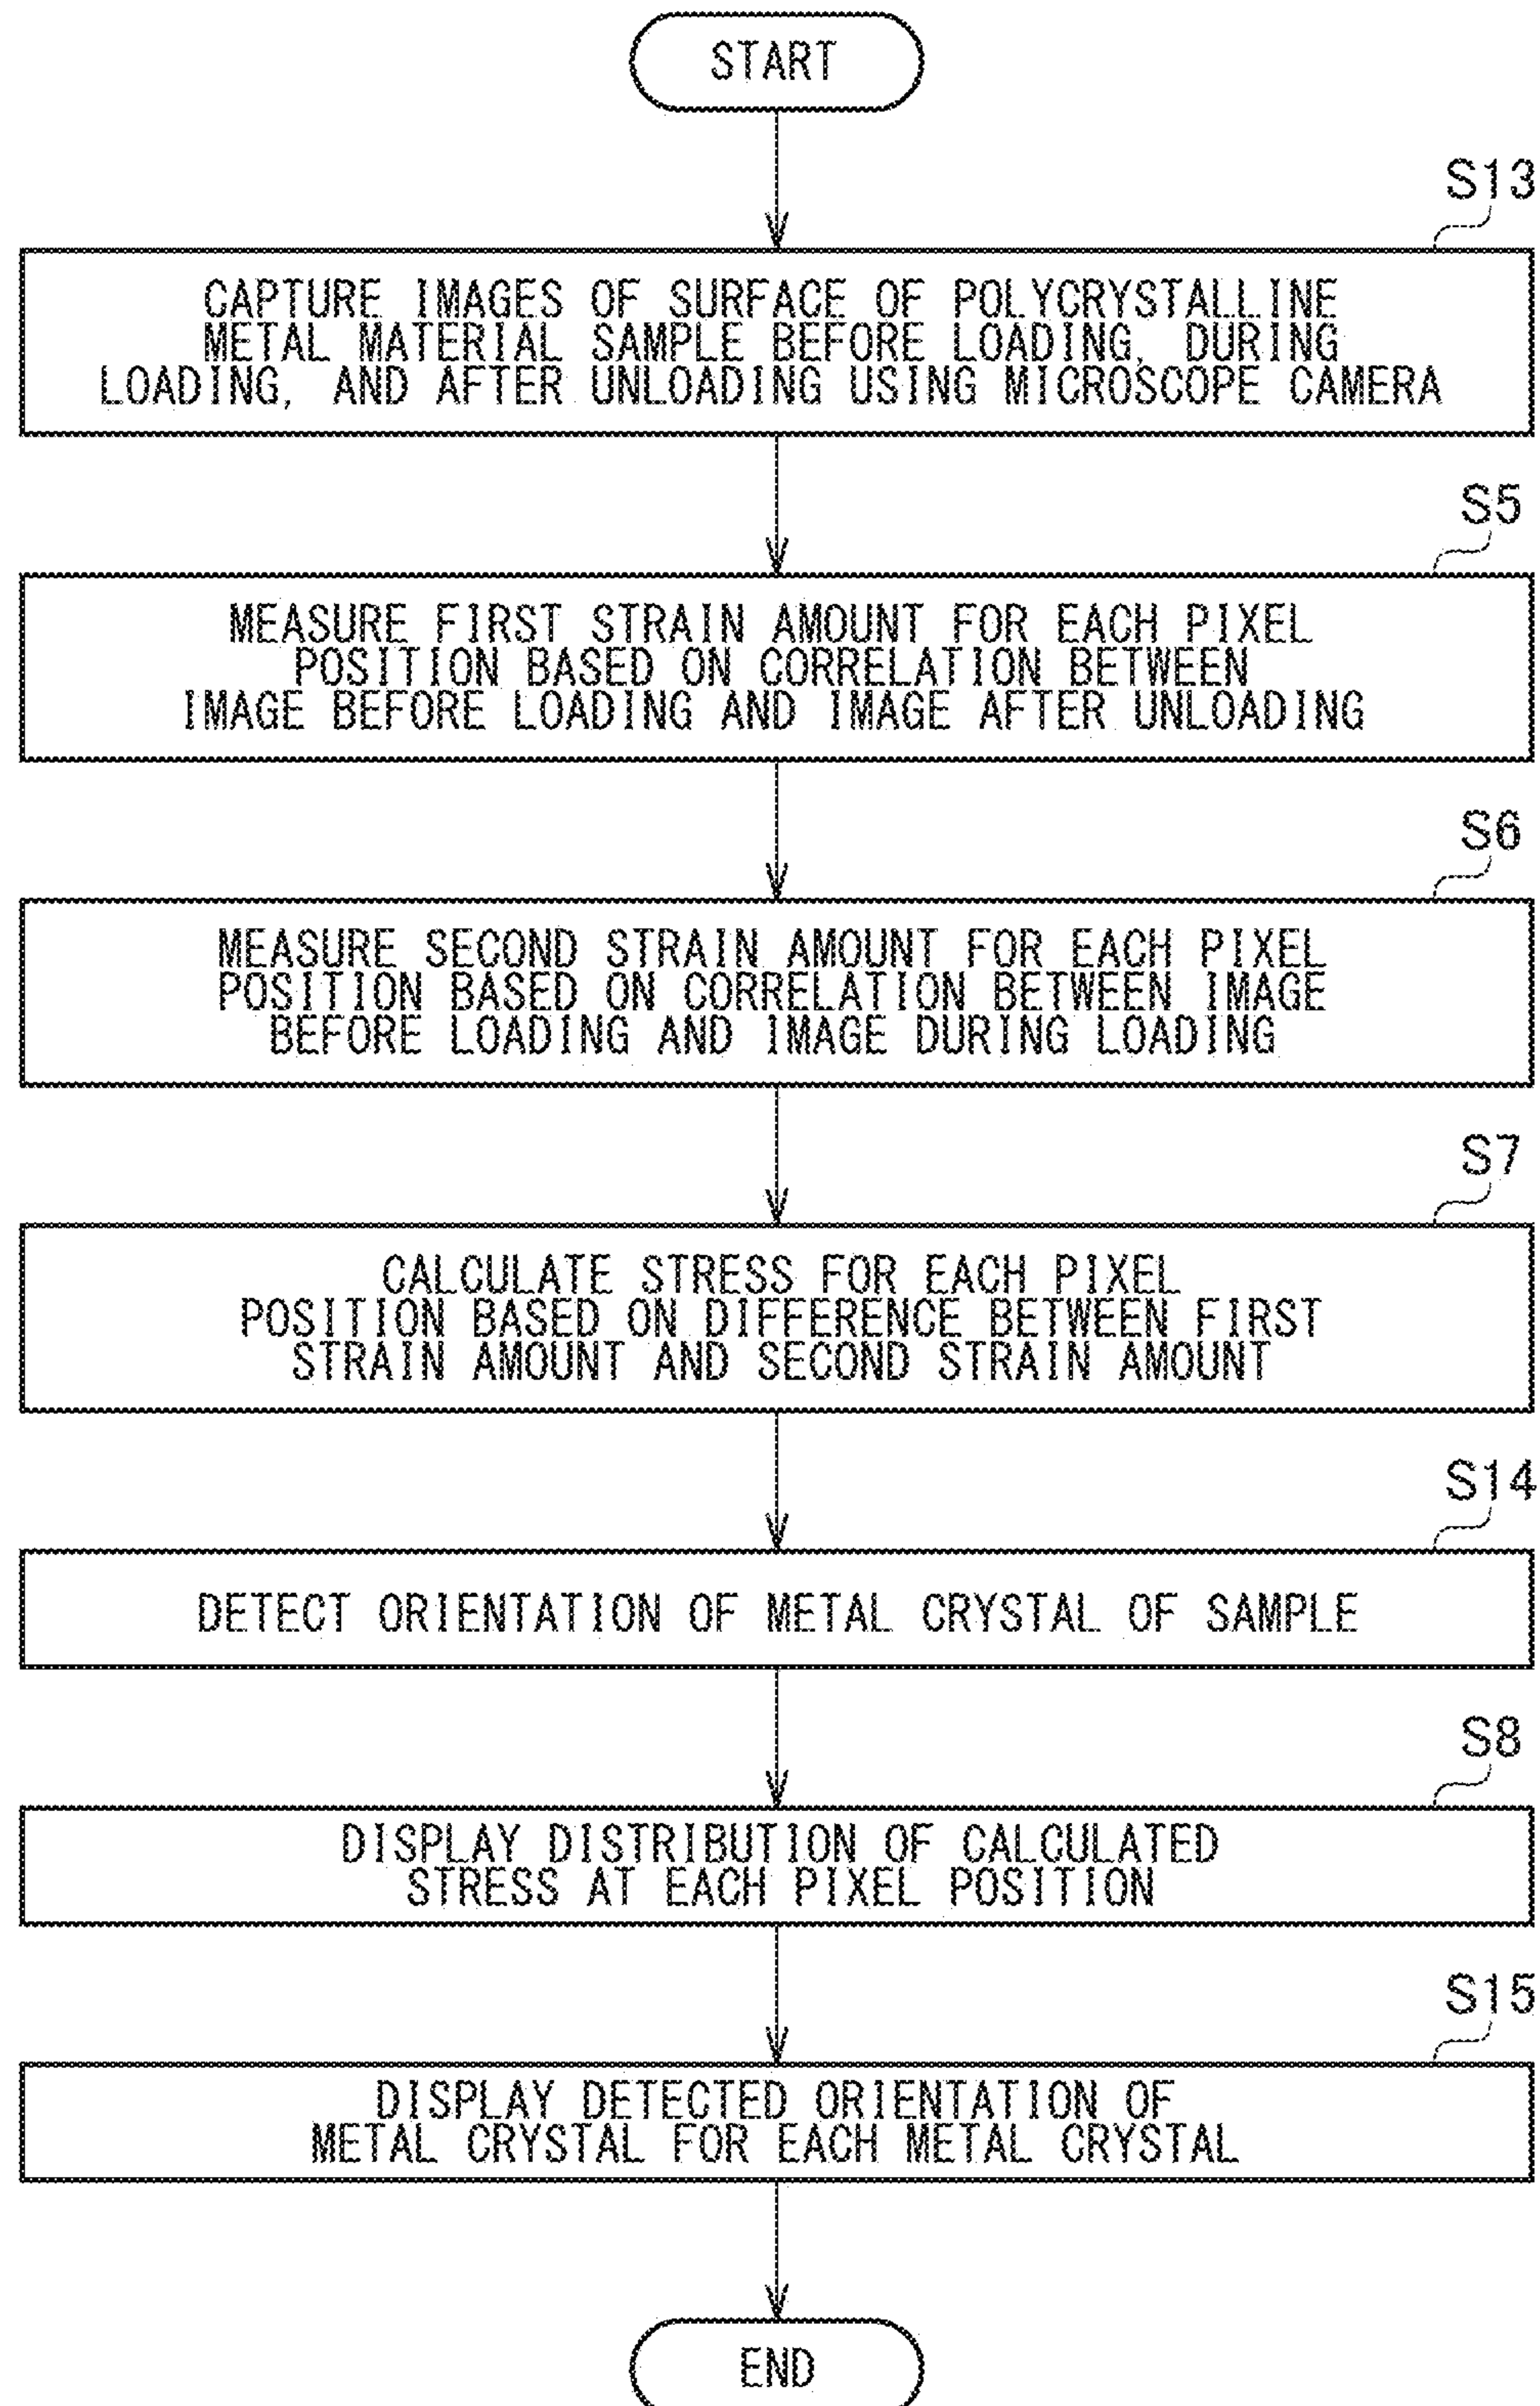 START
S13
CAPTURE IMAGES OF SURFACE OF POLYCRYSTALLINE
METAL MATERIAL SAMPLE BEFORE LOADING, DURING
LOADING, AND AFTER UNLOADING USING MICROSCOPE CAMERA
S5
MEASURE FIRST STRAIN AMOUNT FOR EACH PIXEL
POSITION BASED ON CORRELATION BETWEEN
IMAGE BEFORE LOADING AND IMAGE AFTER UNLOADING
S6
MEASURE SECOND STRAIN AMOUNT FOR EACH PIXEL
POSITION BASED ON CORRELATION BETWEEN IMAGE
BEFORE LOADING AND IMAGE DURING LOADING
S7
CALCULATE STRESS FOR EACH PIXEL
POSITION BASED ON DIFFERENCE BETWEEN FIRST
STRAIN AMOUNT AND SECOND STRAIN AMOUNT
S14
DETECT ORIENTATION OF METAL CRYSTAL OF SAMPLE
S8
DISPLAY DISTRIBUTION OF CALCULATED
STRESS AT EACH PIXEL POSITION
S15
DISPLAY DETECTED ORIENTATION OF
METAL CRYSTAL FOR EACH METAL CRYSTAL
END